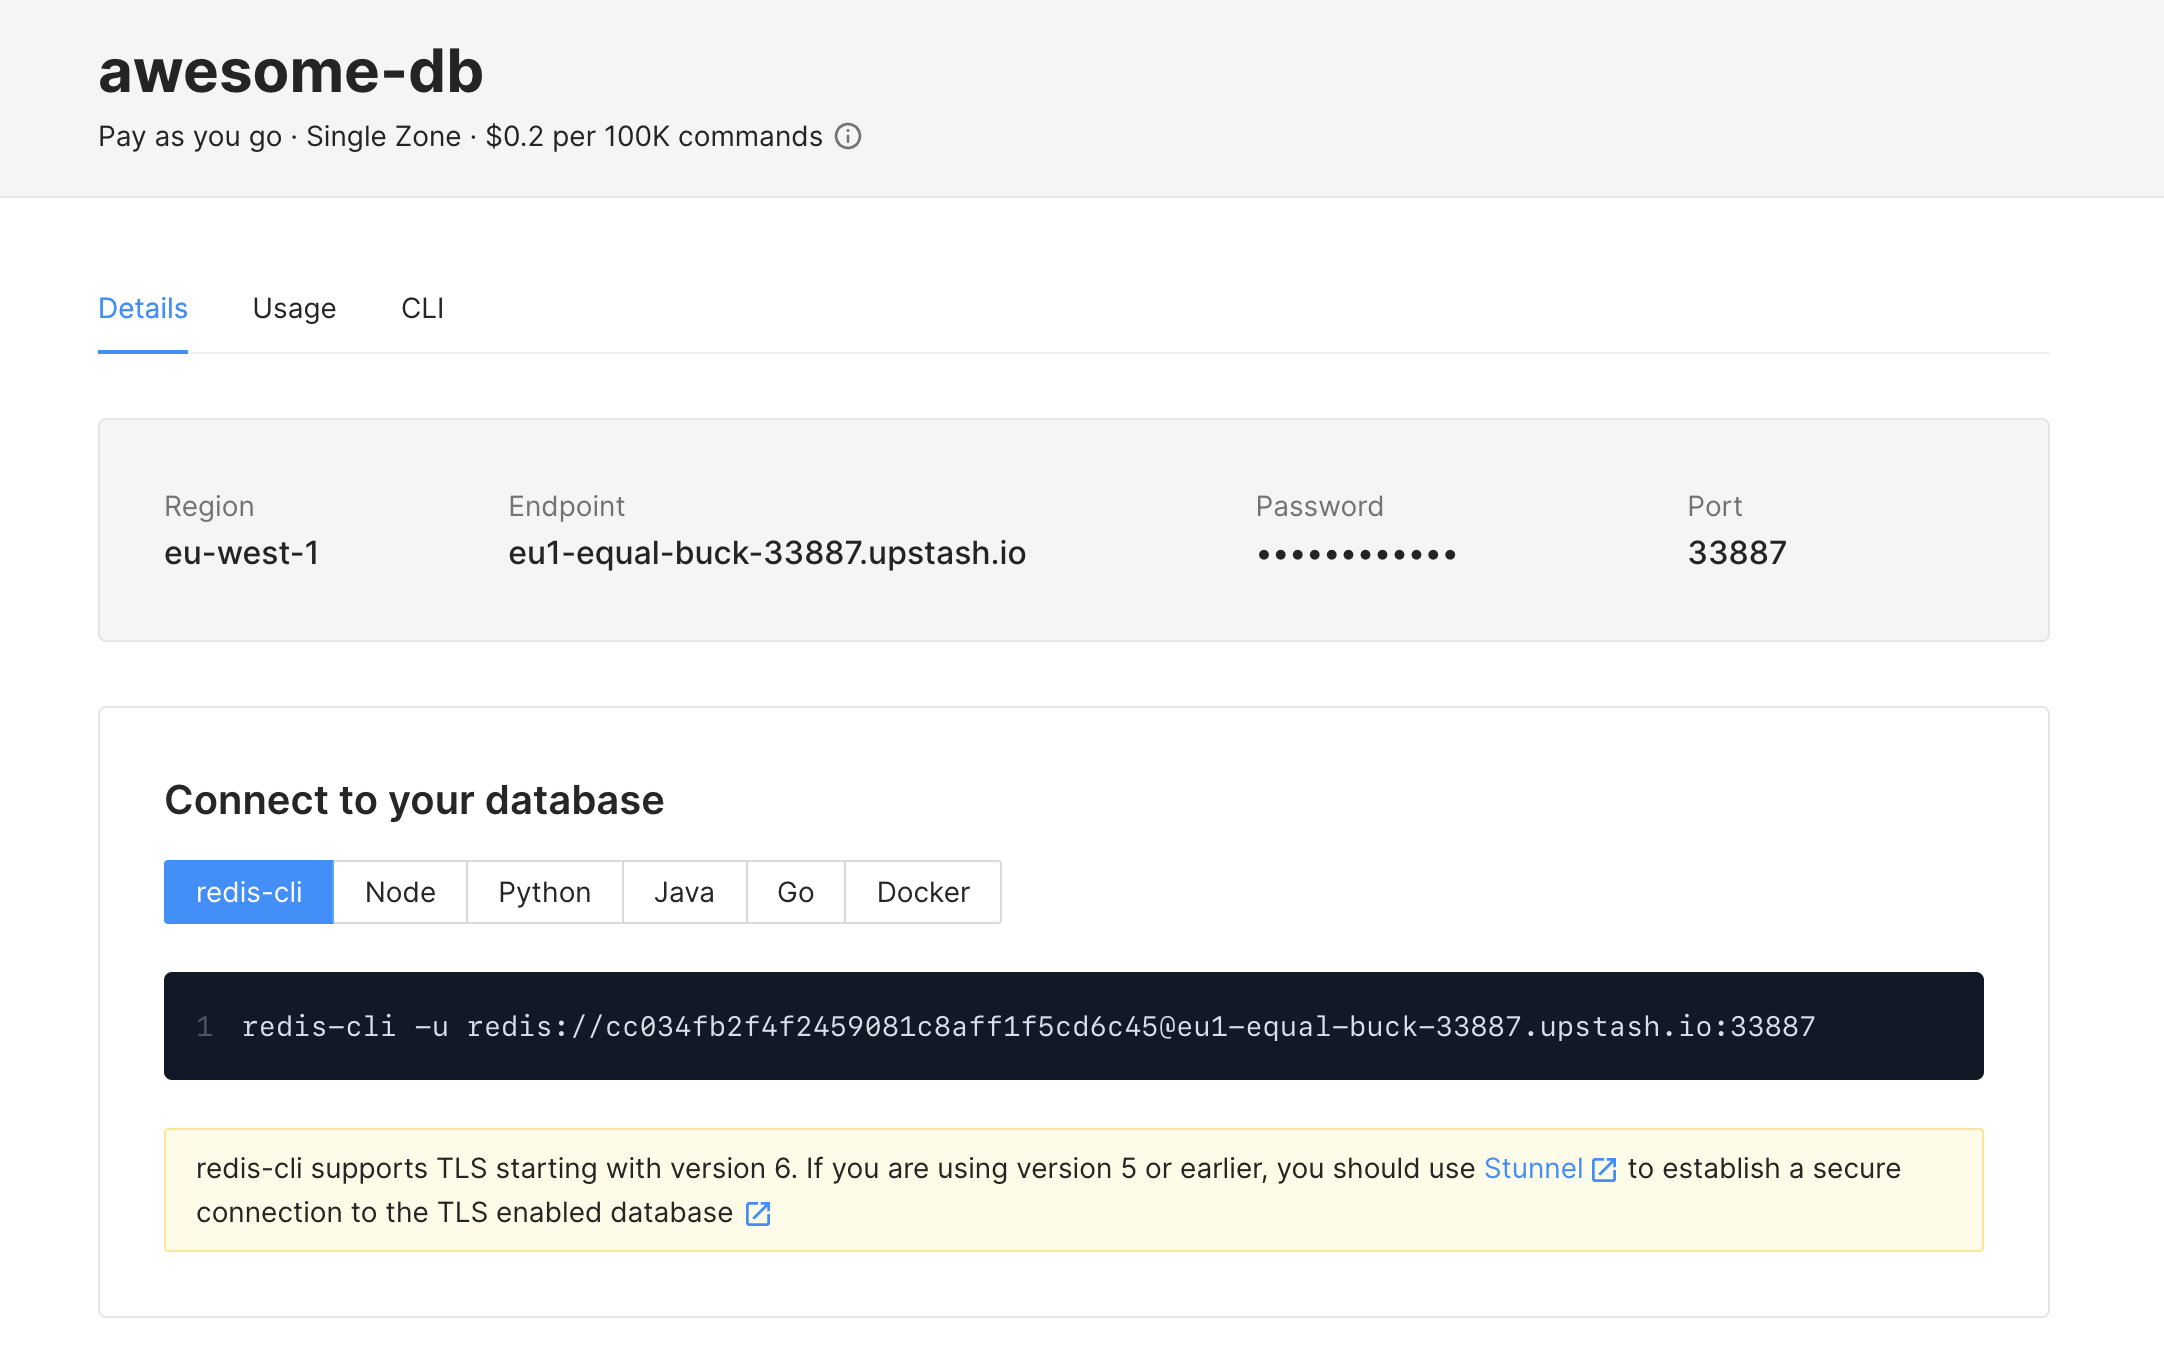 awesome-db
Pay as you go · Single Zone · $0.2 per 100K commands
Details Usage CLI
Region Endpoint Password Port
eu-west-1 eu1-equal-buck-33887.upstash.io •••••••••••• 33887
Connect to your database
redis-cli Node Python Java Go Docker
1 redis-cli -u redis://cc034fb2f4f2459081c8aff1f5cd6c45@eu1-equal-buck-33887.upstash.io:33887
redis-cli supports TLS starting with version 6. If you are using version 5 or earlier, you should use Stunnel to establish a secure
connection to the TLS enabled database